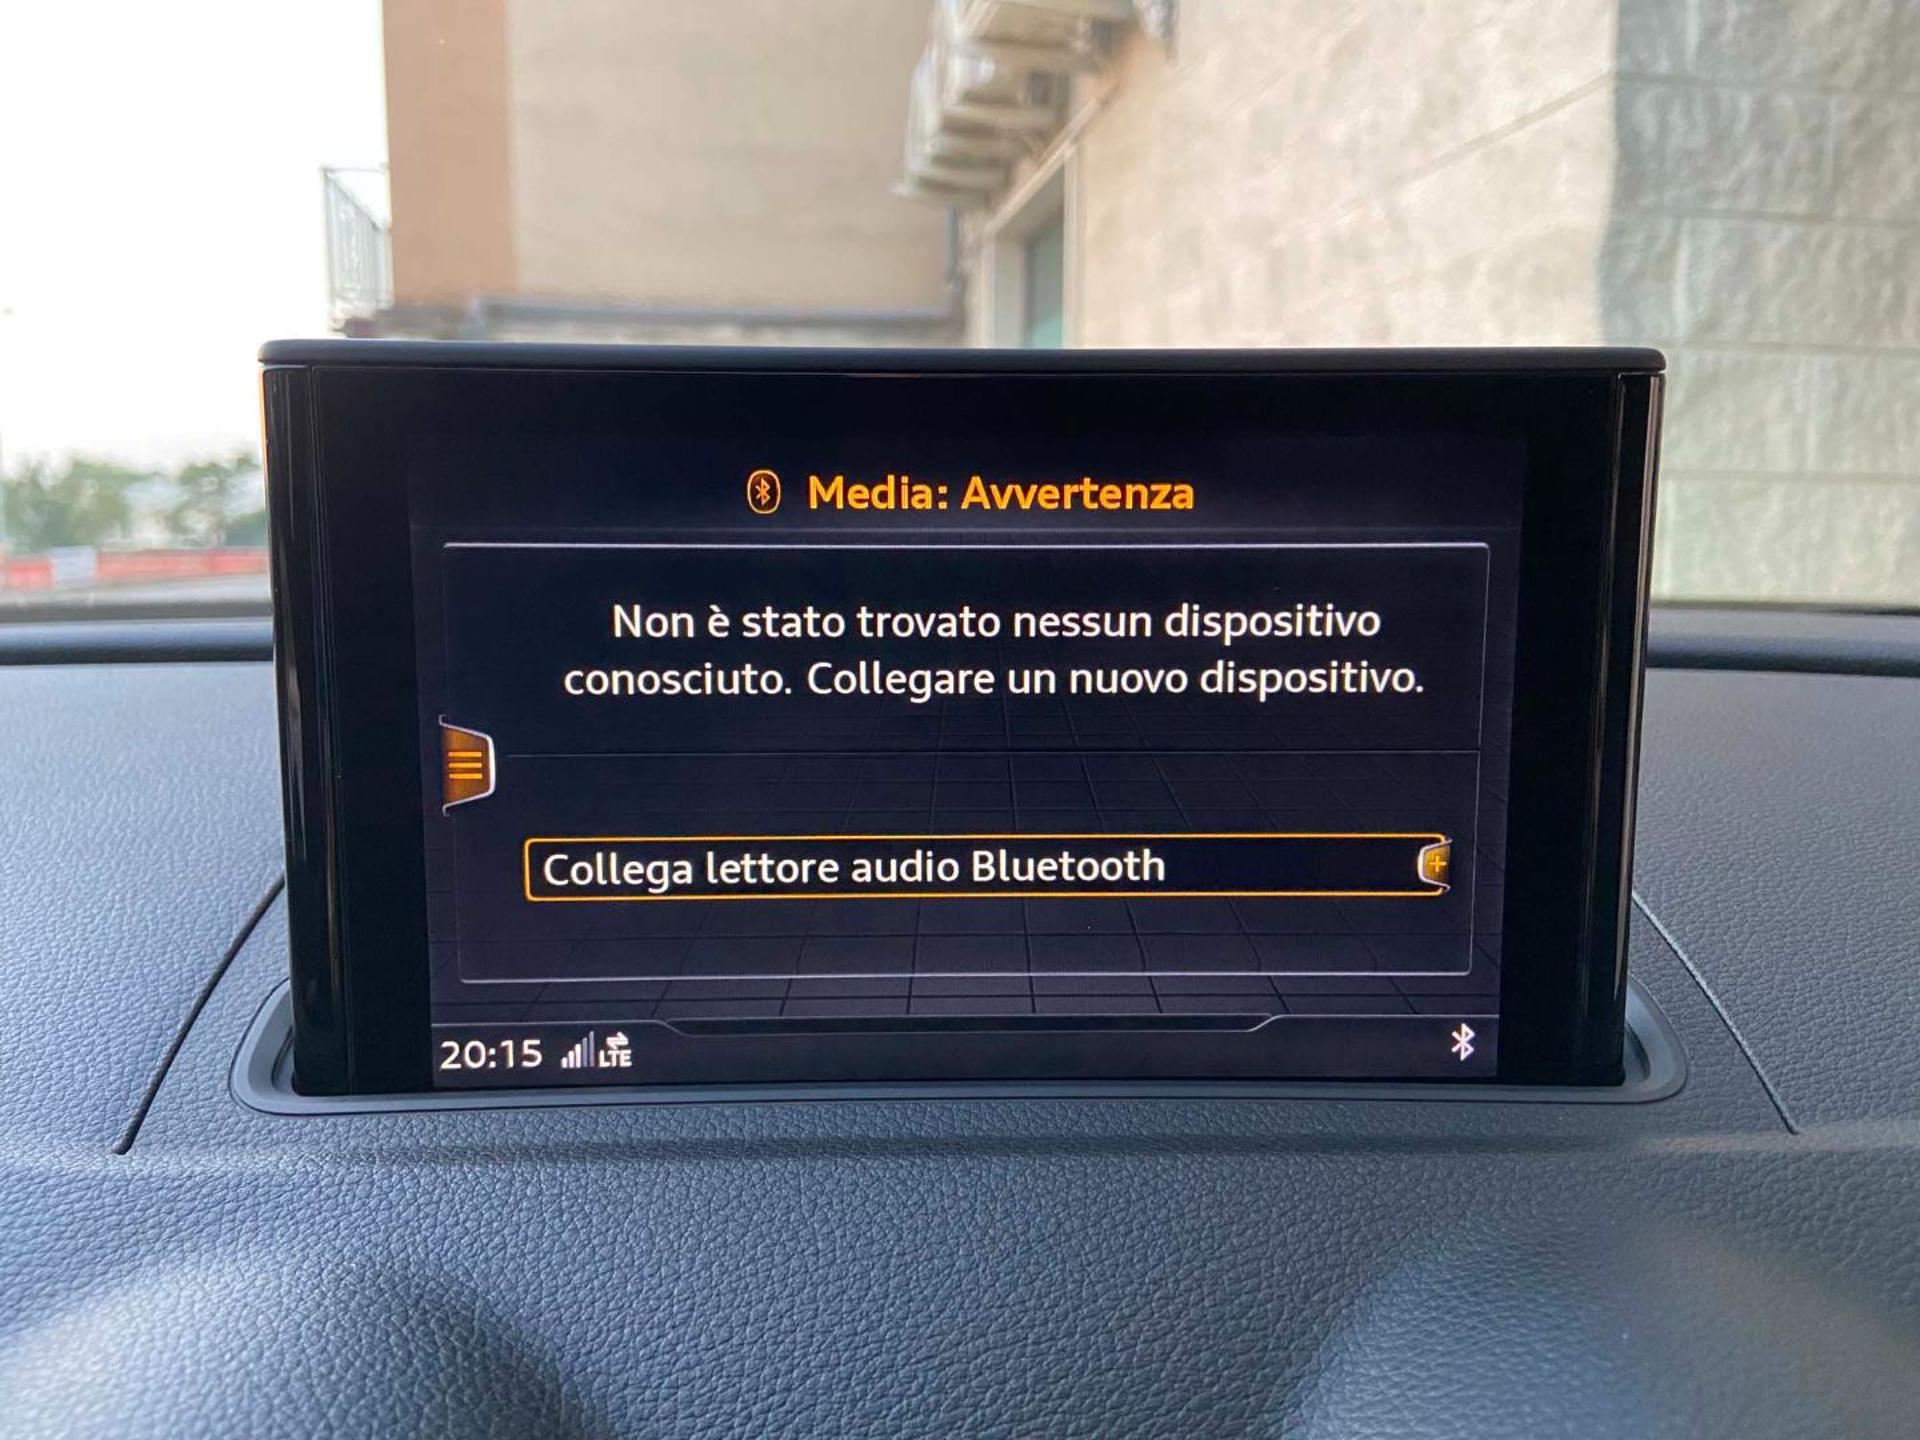 Media: Avvertenza
Non è stato trovato nessun dispositivo
conosciuto. Collegare un nuovo dispositivo.
Collega lettore audio Bluetooth
20:15 LTE